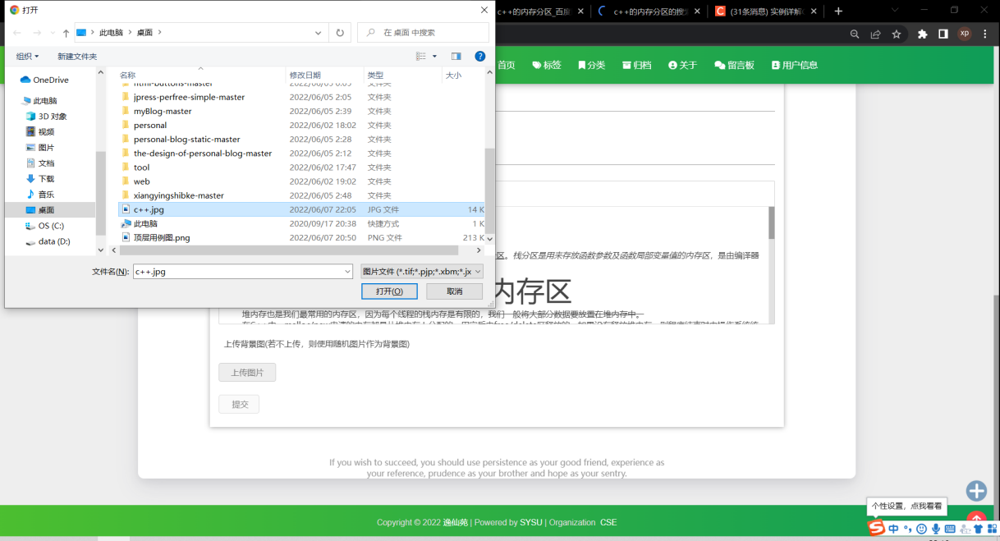 打开
c++的内存分区_百度
c++的内存分区的搜
(31条消息) 实例详解
此电脑 > 桌面 >
在 桌面 中搜索
xp
组织
新建文件夹
首页 标签 分类 归档 关于 留言板 用户信息
名称 修改日期 类型 大小
OneDrive
此电脑
3D 对象
视频
图片
文档
下载
音乐
桌面
OS (C:)
data (D:)
html-buttons-master 2022/06/05 0:05 文件夹
jpress-perfree-simple-master 2022/06/05 2:05 文件夹
myBlog-master 2022/06/05 2:39 文件夹
personal 2022/06/02 18:02 文件夹
personal-blog-static-master 2022/06/05 2:28 文件夹
the-design-of-personal-blog-master 2022/06/05 2:12 文件夹
tool 2022/06/02 17:47 文件夹
web 2022/06/02 19:02 文件夹
xiangyingshibke-master 2022/06/05 2:48 文件夹
c++.jpg 2022/06/07 22:05 JPG 文件 14 K
此电脑 2020/09/17 20:38 快捷方式 1 K
顶层用例图.png 2022/06/07 20:50 PNG 文件 213 K
文件名(N): c++.jpg 图片文件 (*.tif;*.pjp;*.xbm;*.jx
打开(O) 取消
区。栈分区是用来存放函数参数及函数局部变量值的内存区，是由编译器
内存区
堆内存也是我们最常用的内存区，因为每个线程的栈内存是有限的，我们一般将大部分数据要放置在堆内存中。
上传背景图(若不上传，则使用随机图片作为背景图)
上传图片
提交
If you wish to succeed, you should use persistence as your good friend, experience as
your reference, prudence as your brother and hope as your sentry.
个性设置，点我看看
Copyright © 2022 逸仙苑 | Powered by SYSU | Organization CSE
中